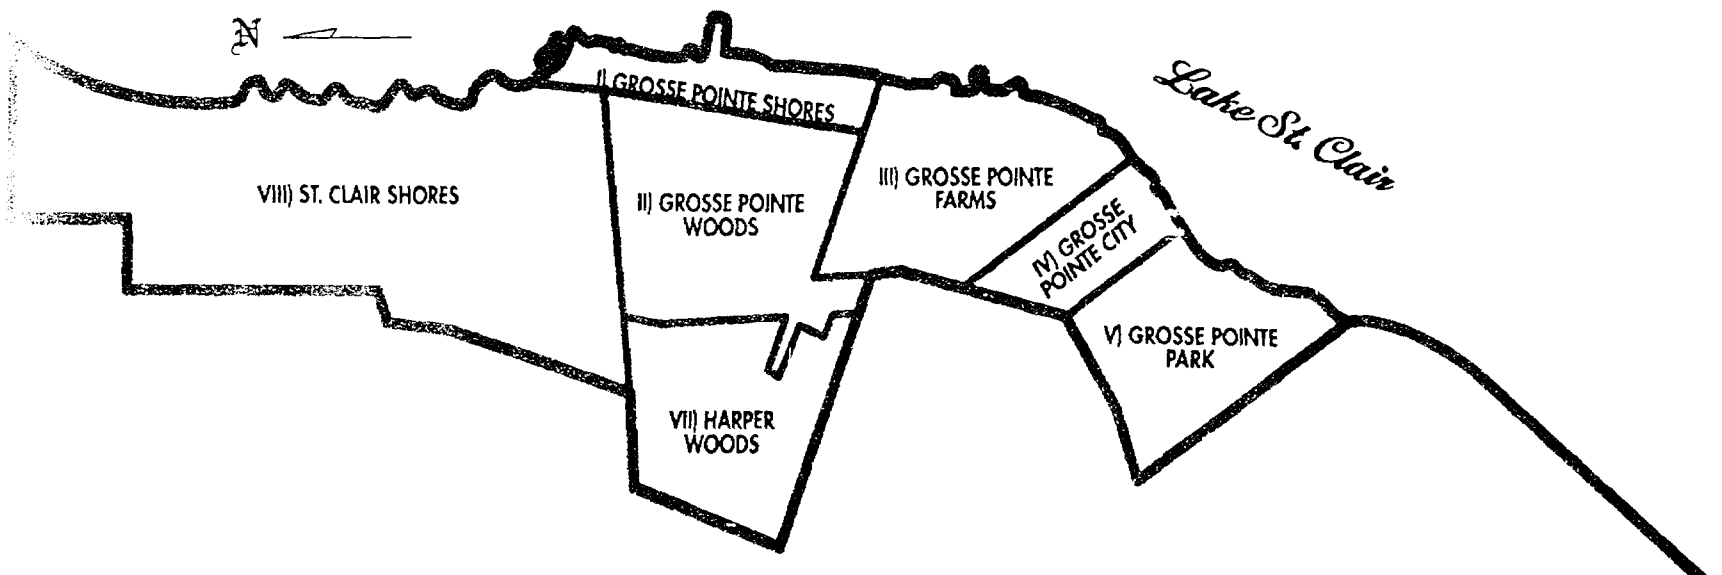 N
I) GROSSE POINTE SHORES
Lake St. Clair
VIII) ST. CLAIR SHORES
II) GROSSE POINTE
WOODS
III) GROSSE POINTE
FARMS
IV) GROSSE
POINTE CITY
V) GROSSE POINTE
PARK
VII) HARPER
WOODS